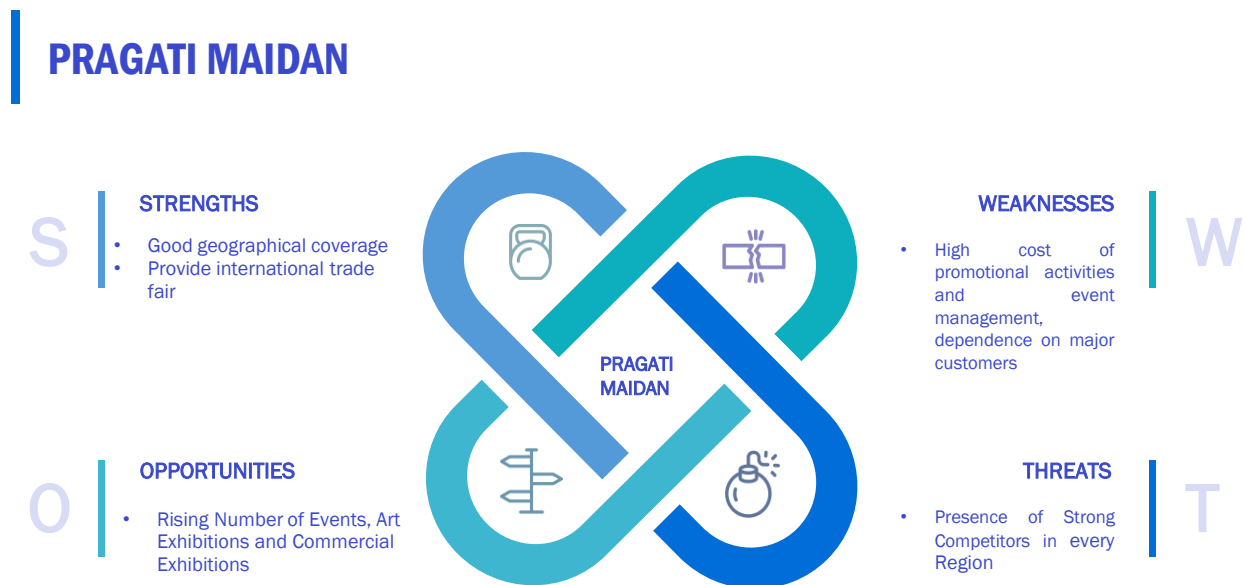 PRAGATI MAIDAN
S
STRENGTHS
• Good geographical coverage
• Provide international trade
fair
WEAKNESSES
W
• High cost of
promotional activities
and event
management,
dependence on major
customers
PRAGATI
MAIDAN
O
OPPORTUNITIES
• Rising Number of Events, Art
Exhibitions and Commercial
Exhibitions
THREATS
T
• Presence of Strong
Competitors in every
Region